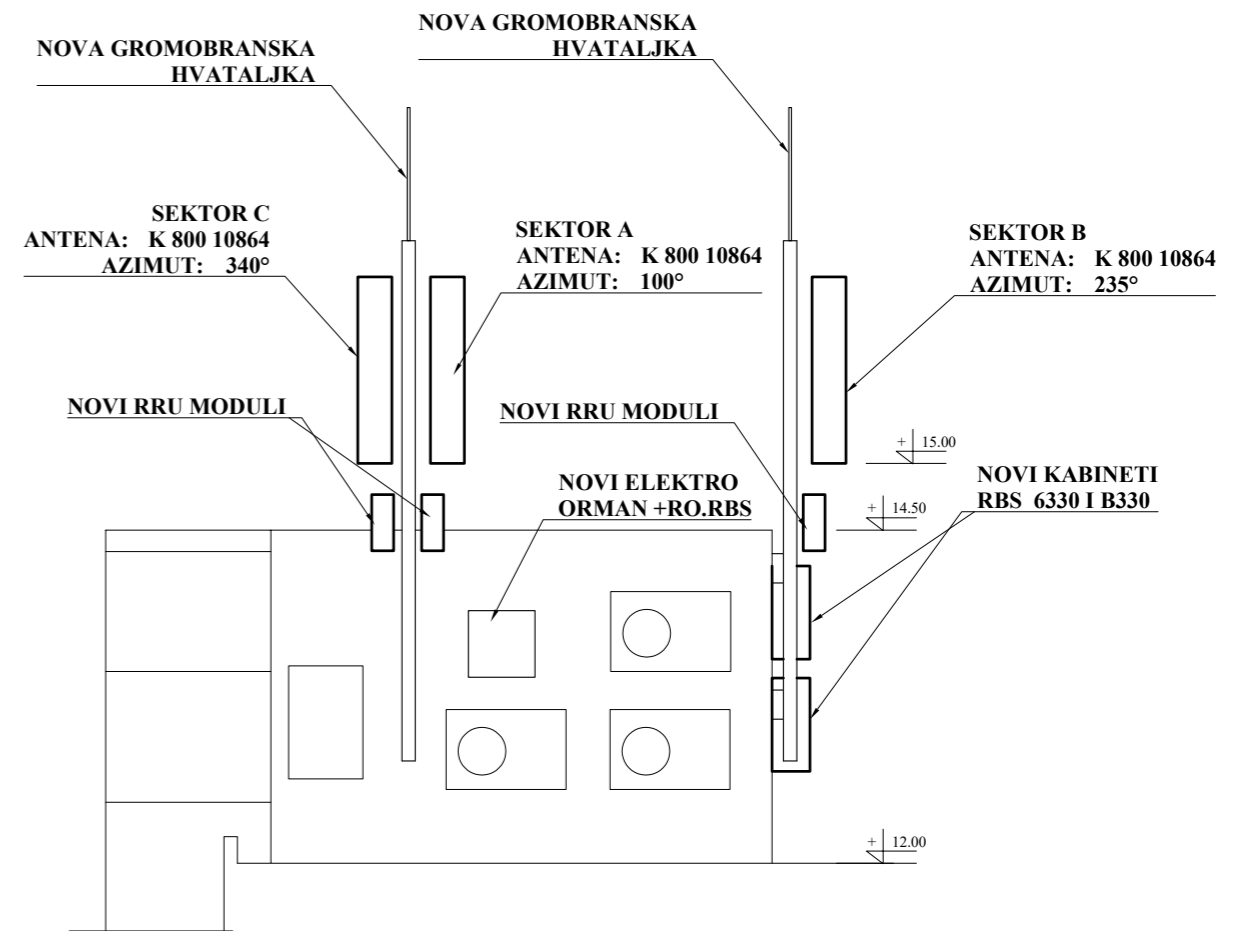 NOVA GROMOBRANSKA
HVATALJKA
NOVA GROMOBRANSKA
HVATALJKA
SEKTOR C
ANTENA: K 800 10864
AZIMUT: 340°
SEKTOR A
ANTENA: K 800 10864
AZIMUT: 100°
SEKTOR B
ANTENA: K 800 10864
AZIMUT: 235°
NOVI RRU MODULI
NOVI RRU MODULI
+ 15.00
NOVI ELEKTRO
ORMAN +RO.RBS
NOVI KABINETI
RBS 6330 I B330
+ 14.50
+ 12.00